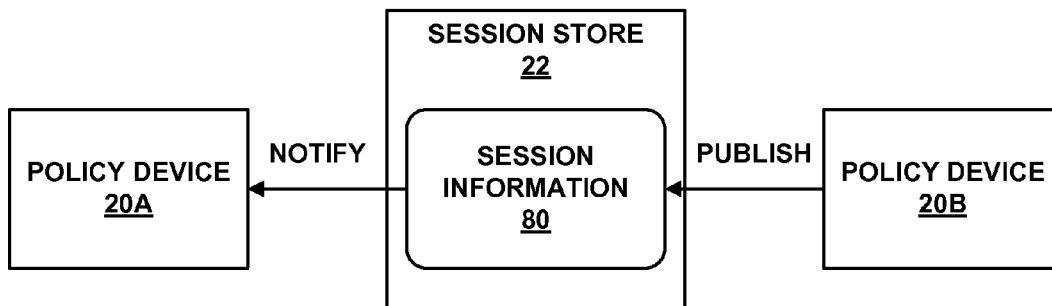 SESSION STORE
22
POLICY DEVICE
20A
NOTIFY
SESSION
INFORMATION
80
PUBLISH
POLICY DEVICE
20B